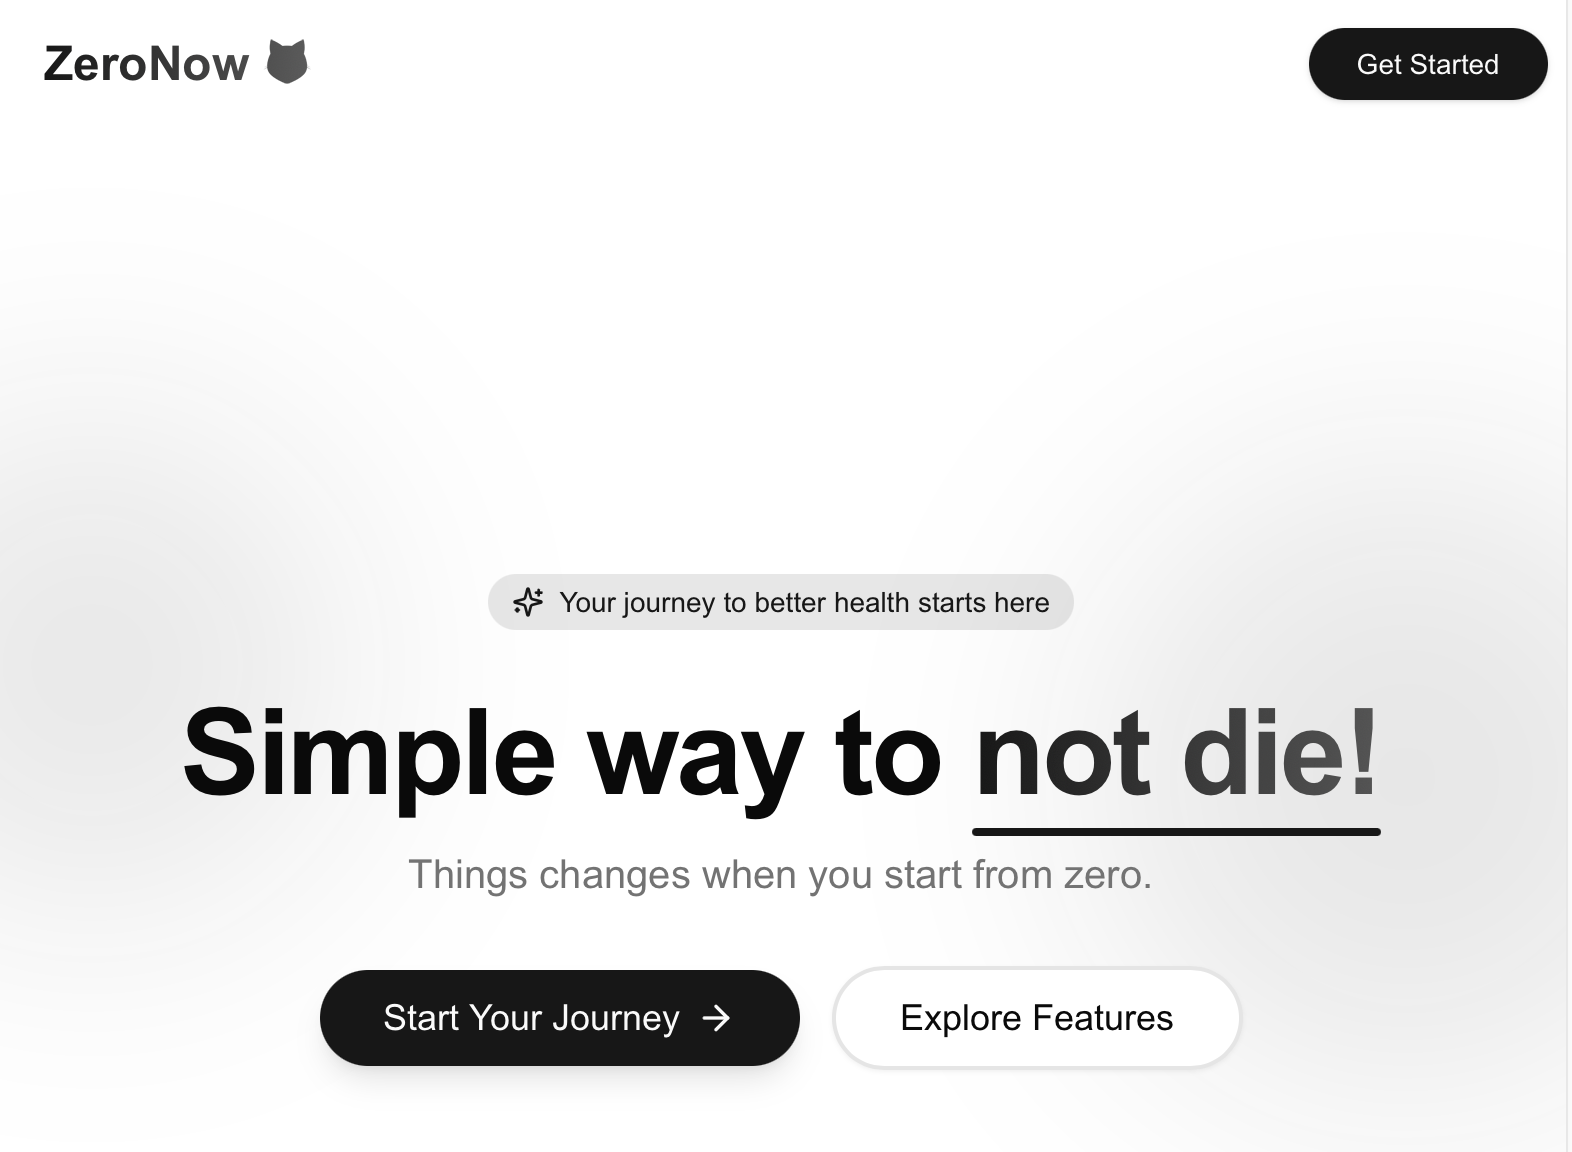 ZeroNow
Get Started
Your journey to better health starts here
Simple way to not die!
Things changes when you start from zero.
Start Your Journey
Explore Features